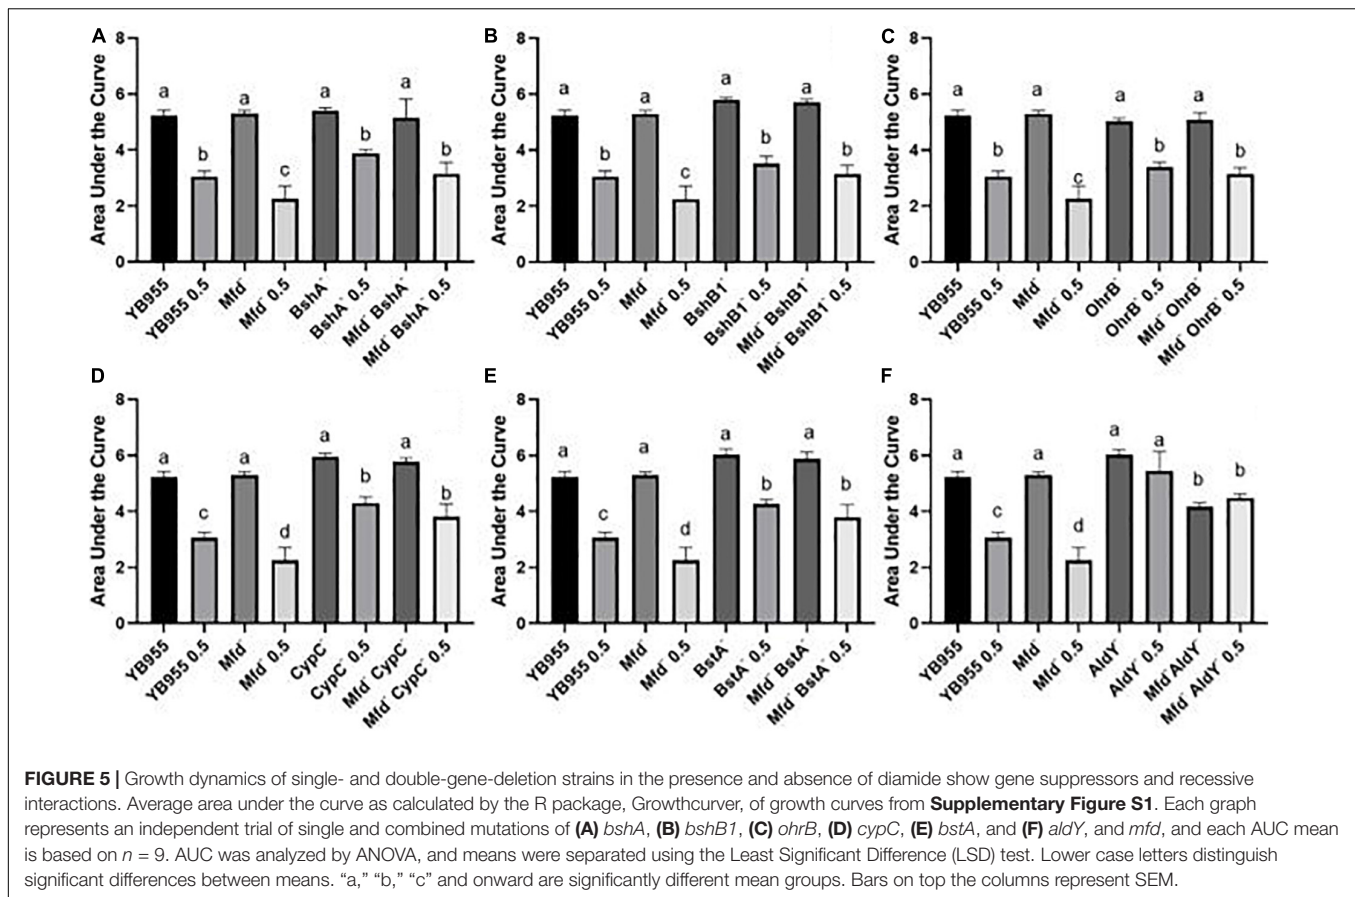 A
B
C
8
6
4
2
0
Area Under the Curve
a
b
a
c
a
b
a
b
YB955
YB955 0.5
Mfd⁻
Mfd⁻ 0.5
BshA⁻
BshA⁻ 0.5
Mfd⁻ BshA⁻
Mfd⁻ BshA⁻ 0.5
8
6
4
2
0
Area Under the Curve
a
b
a
c
a
b
a
b
YB955
YB955 0.5
Mfd⁻
Mfd⁻ 0.5
BshB1⁻
BshB1⁻ 0.5
Mfd⁻ BshB1⁻
Mfd⁻ BshB1⁻ 0.5
8
6
4
2
0
Area Under the Curve
a
b
a
c
a
b
a
b
YB955
YB955 0.5
Mfd⁻
Mfd⁻ 0.5
OhrB⁻
OhrB⁻ 0.5
Mfd⁻ OhrB⁻
Mfd⁻ OhrB⁻ 0.5
D
E
F
8
6
4
2
0
Area Under the Curve
a
c
a
d
a
b
a
b
YB955
YB955 0.5
Mfd⁻
Mfd⁻ 0.5
CypC⁻
CypC⁻ 0.5
Mfd⁻ CypC⁻
Mfd⁻ CypC⁻ 0.5
8
6
4
2
0
Area Under the Curve
a
c
a
d
a
b
a
b
YB955
YB955 0.5
Mfd⁻
Mfd⁻ 0.5
BstA⁻
BstA⁻ 0.5
Mfd⁻ BstA⁻
Mfd⁻ BstA⁻ 0.5
8
6
4
2
0
Area Under the Curve
a
c
a
d
a
a
b
b
YB955
YB955 0.5
Mfd⁻
Mfd⁻ 0.5
AldY⁻
AldY⁻ 0.5
Mfd⁻ AldY⁻
Mfd⁻ AldY⁻ 0.5
FIGURE 5 | Growth dynamics of single- and double-gene-deletion strains in the presence and absence of diamide show gene suppressors and recessive
interactions. Average area under the curve as calculated by the R package, Growthcurver, of growth curves from Supplementary Figure S1. Each graph
represents an independent trial of single and combined mutations of (A) bshA, (B) bshB1, (C) ohrB, (D) cypC, (E) bstA, and (F) aldY, and mfd, and each AUC mean
is based on n = 9. AUC was analyzed by ANOVA, and means were separated using the Least Significant Difference (LSD) test. Lower case letters distinguish
significant differences between means. “a,” “b,” “c” and onward are significantly different mean groups. Bars on top the columns represent SEM.